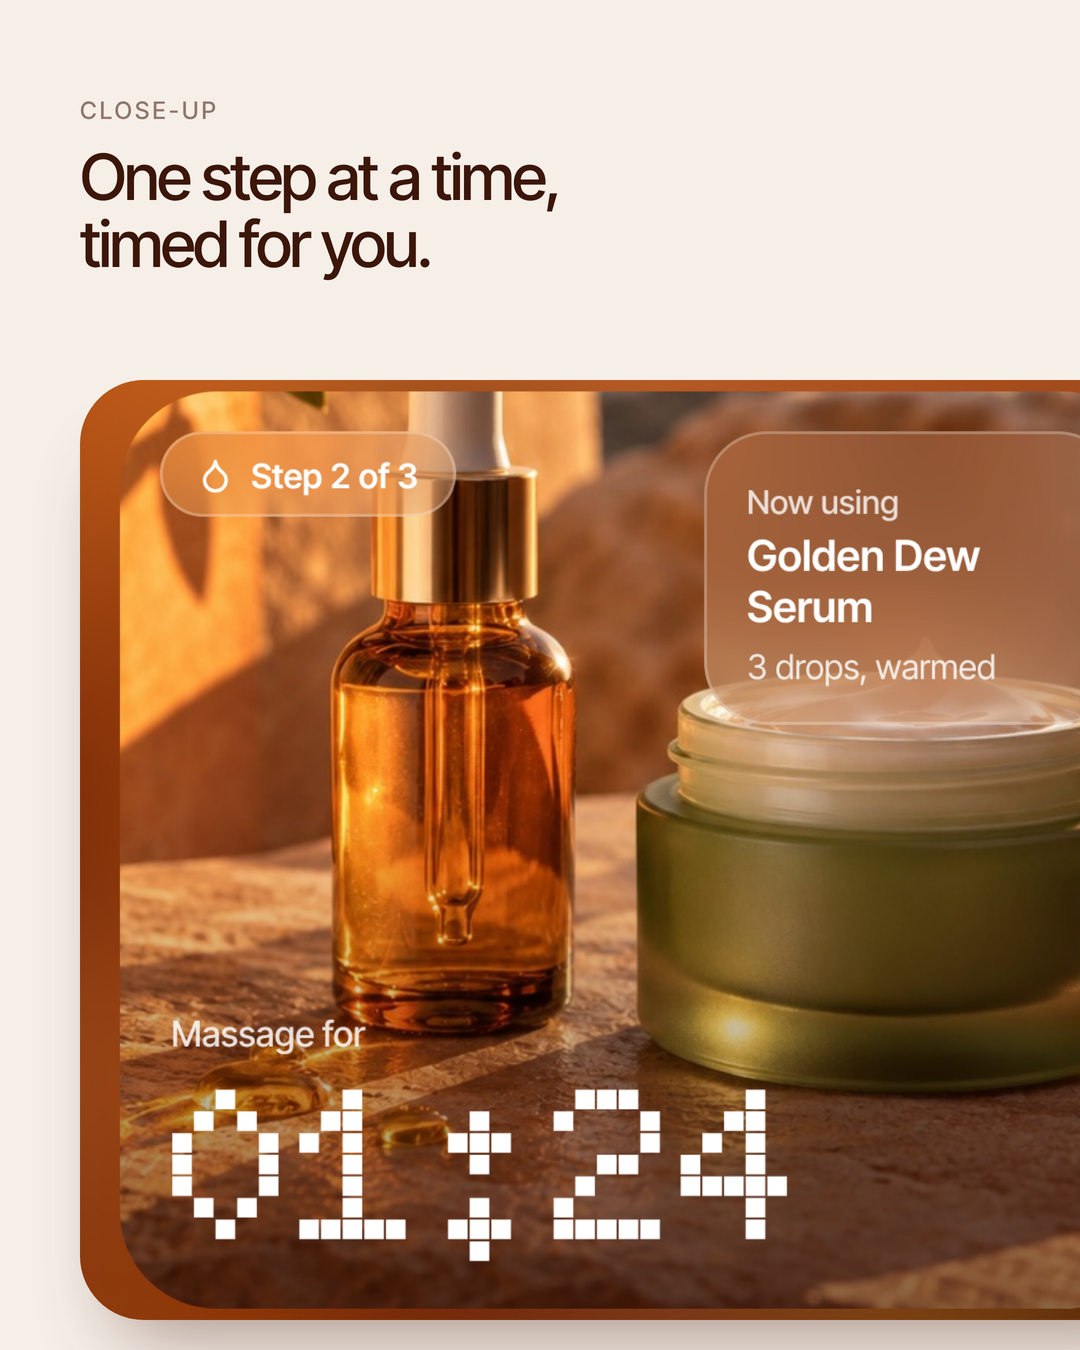 CLOSE-UP
One step at a time,
timed for you.
Step 2 of 3
Now using
Golden Dew
Serum
3 drops, warmed
Massage for
01:24